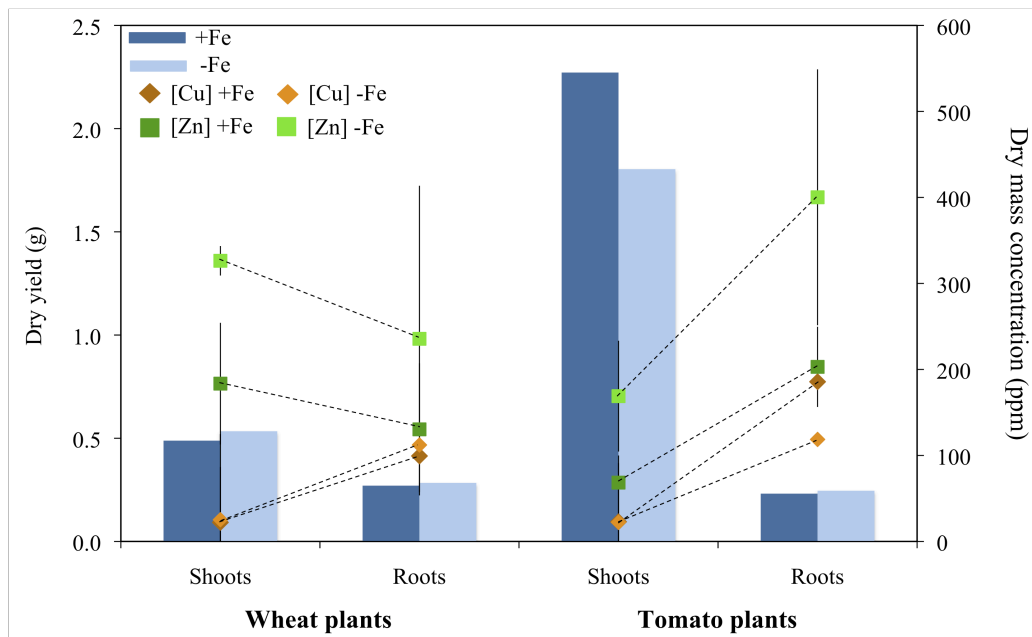 2.5
2.0
1.5
1.0
0.5
0.0
Dry yield (g)
+Fe
-Fe
[Cu] +Fe
[Cu] -Fe
[Zn] +Fe
[Zn] -Fe
600
500
400
300
200
100
0
Dry mass concentration (ppm)
Shoots
Roots
Shoots
Roots
Wheat plants
Tomato plants